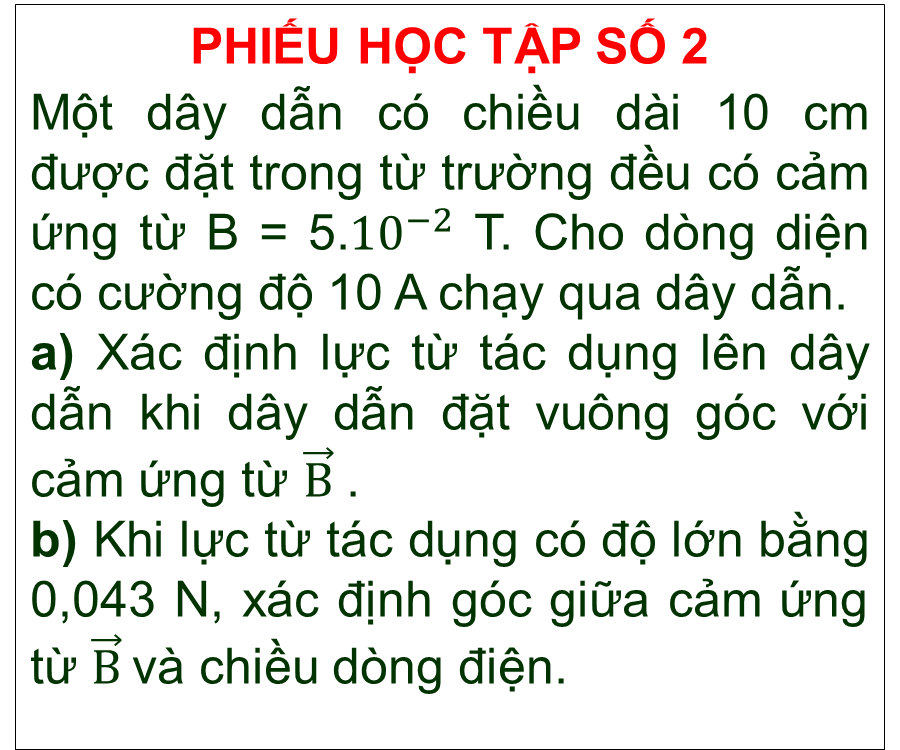 PHIẾU HỌC TẬP SỐ 2
Một dây dẫn có chiều dài 10 cm
được đặt trong từ trường đều có cảm
ứng từ B = 5.10⁻² T. Cho dòng diện
có cường độ 10 A chạy qua dây dẫn.
a) Xác định lực từ tác dụng lên dây
dẫn khi dây dẫn đặt vuông góc với
cảm ứng từ B⃗ .
b) Khi lực từ tác dụng có độ lớn bằng
0,043 N, xác định góc giữa cảm ứng
từ B⃗ và chiều dòng điện.